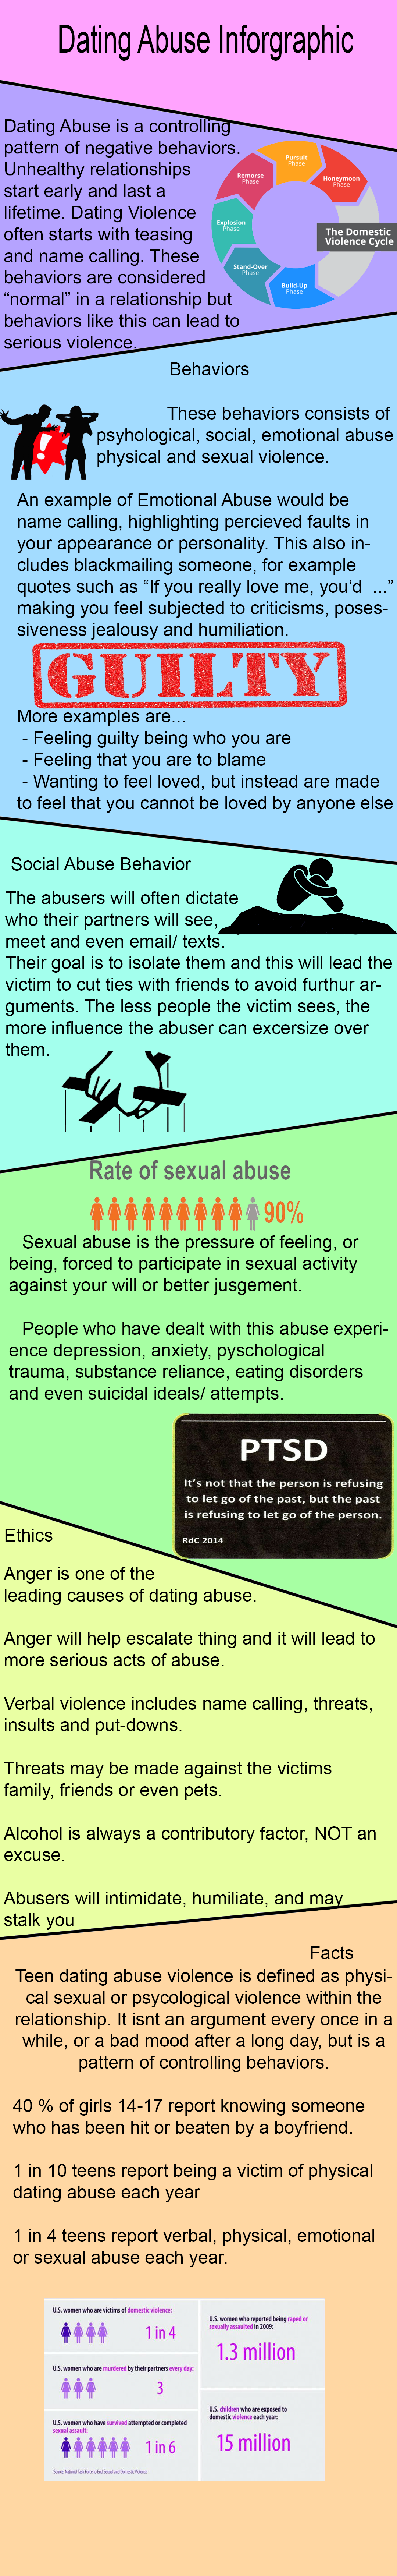 Dating Abuse Inforgraphic
Dating Abuse is a controlling
pattern of negative behaviors.
Unhealthy relationships
start early and last a
lifetime. Dating Violence
often starts with teasing
and name calling. These
behaviors are considered
“normal” in a relationship but
behaviors like this can lead to
serious violence.
Pursuit
Phase
Honeymoon
Phase
Remorse
Phase
Explosion
Phase
Stand-Over
Phase
Build-Up
Phase
The Domestic
Violence Cycle
Behaviors
These behaviors consists of
psyhological, social, emotional abuse
physical and sexual violence.
An example of Emotional Abuse would be
name calling, highlighting percieved faults in
your appearance or personality. This also in-
cludes blackmailing someone, for example
quotes such as “If you really love me, you’d ...”
making you feel subjected to criticisms, poses-
siveness jealousy and humiliation.
GUILTY
More examples are...
- Feeling guilty being who you are
- Feeling that you are to blame
- Wanting to feel loved, but instead are made
to feel that you cannot be loved by anyone else
Social Abuse Behavior
The abusers will often dictate
who their partners will see,
meet and even email/ texts.
Their goal is to isolate them and this will lead the
victim to cut ties with friends to avoid furthur ar-
guments. The less people the victim sees, the
more influence the abuser can excersize over
them.
Rate of sexual abuse
90%
Sexual abuse is the pressure of feeling, or
being, forced to participate in sexual activity
against your will or better jusgement.
People who have dealt with this abuse experi-
ence depression, anxiety, pyschological
trauma, substance reliance, eating disorders
and even suicidal ideals/ attempts.
PTSD
It’s not that the person is refusing
to let go of the past, but the past
is refusing to let go of the person.
RdC 2014
Ethics
Anger is one of the
leading causes of dating abuse.
Anger will help escalate thing and it will lead to
more serious acts of abuse.
Verbal violence includes name calling, threats,
insults and put-downs.
Threats may be made against the victims
family, friends or even pets.
Alcohol is always a contributory factor, NOT an
excuse.
Abusers will intimidate, humiliate, and may
stalk you
Facts
Teen dating abuse violence is defined as physi-
cal sexual or psycological violence within the
relationship. It isnt an argument every once in a
while, or a bad mood after a long day, but is a
pattern of controlling behaviors.
40 % of girls 14-17 report knowing someone
who has been hit or beaten by a boyfriend.
1 in 10 teens report being a victim of physical
dating abuse each year
1 in 4 teens report verbal, physical, emotional
or sexual abuse each year.
U.S. women who are victims of domestic violence:
1 in 4
U.S. women who are murdered by their partners every day:
3
U.S. women who have survived attempted or completed
sexual assault:
1 in 6
Source: National Task Force to End Sexual and Domestic Violence
U.S. women who reported being raped or
sexually assaulted in 2009:
1.3 million
U.S. children who are exposed to
domestic violence each year:
15 million